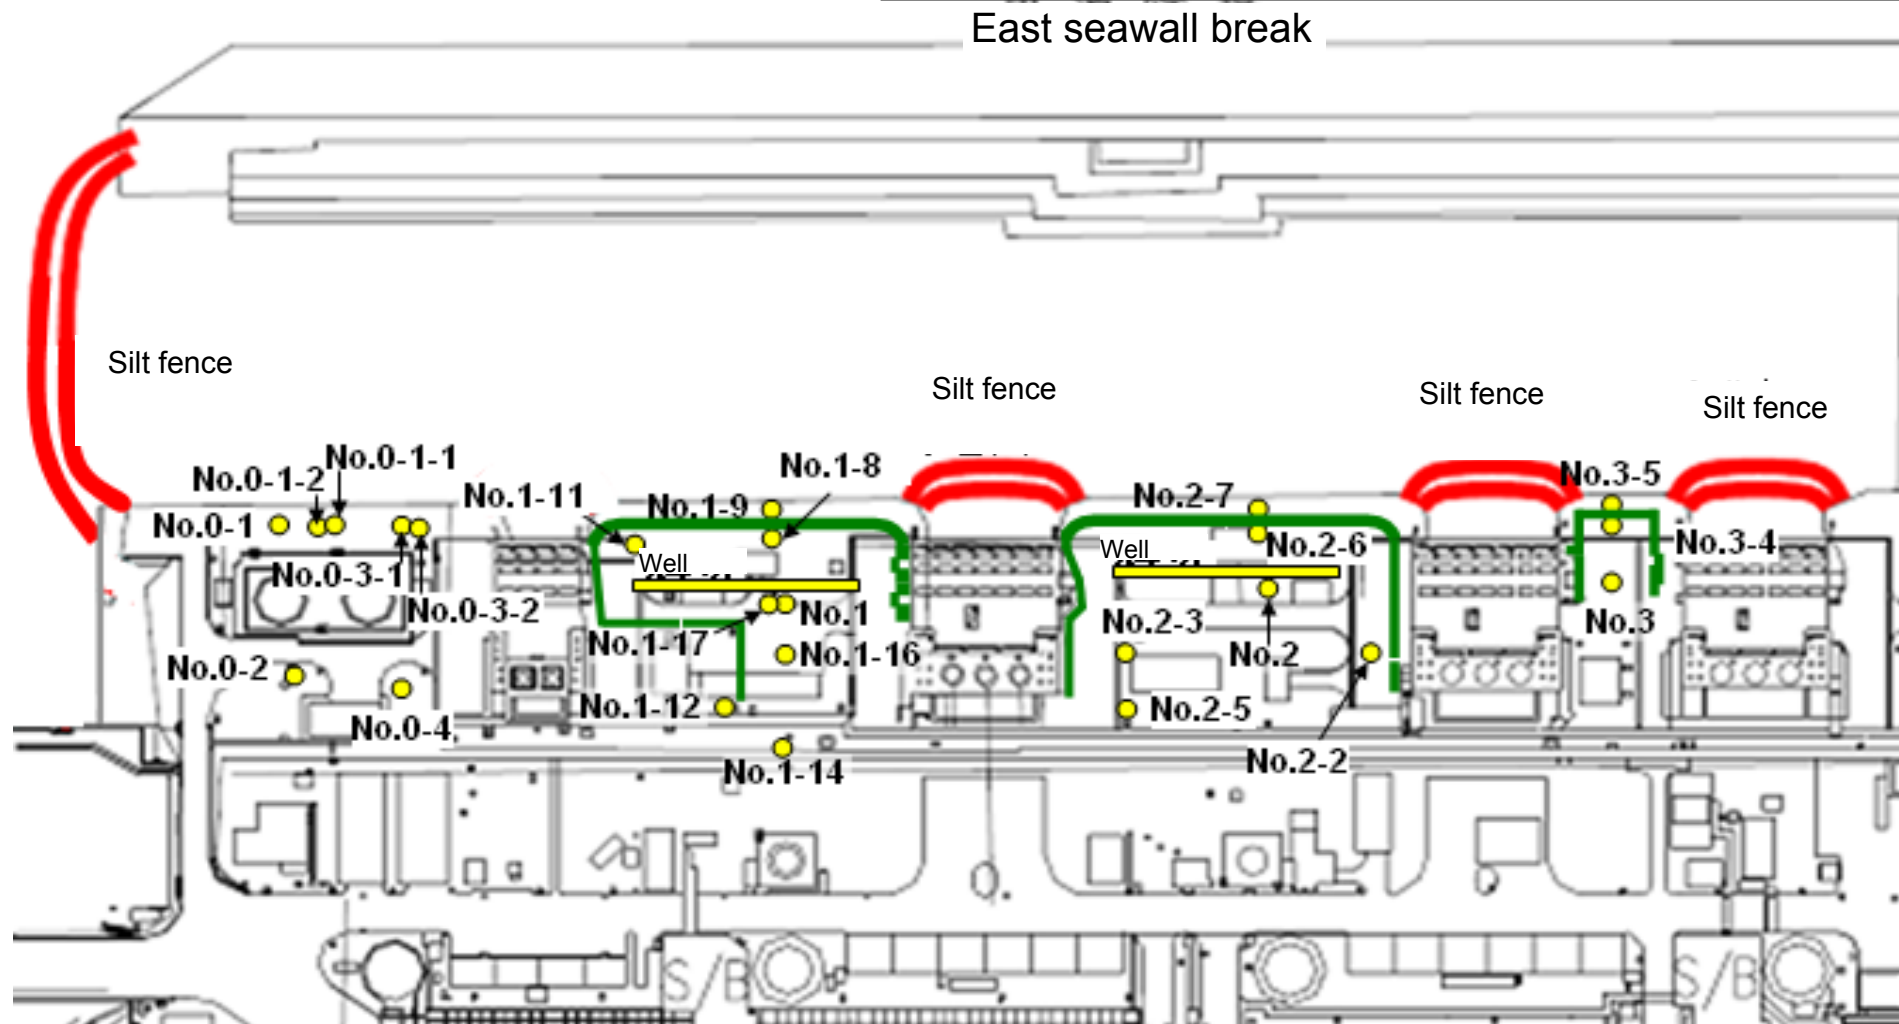 East seawall break
Silt fence
Silt fence
Silt fence
Silt fence
No.0-1-1
No.0-1-2
No.0-1
No.0-3-1
No.0-3-2
No.0-2
No.0-4
No.1-11
No.1-9
No.1-8
Well
No.1
No.1-17
No.1-16
No.1-12
No.1-14
No.2-7
Well
No.2-6
No.2-3
No.2
No.2-5
No.2-2
No.3-5
No.3-4
No.3
S/B
S/B